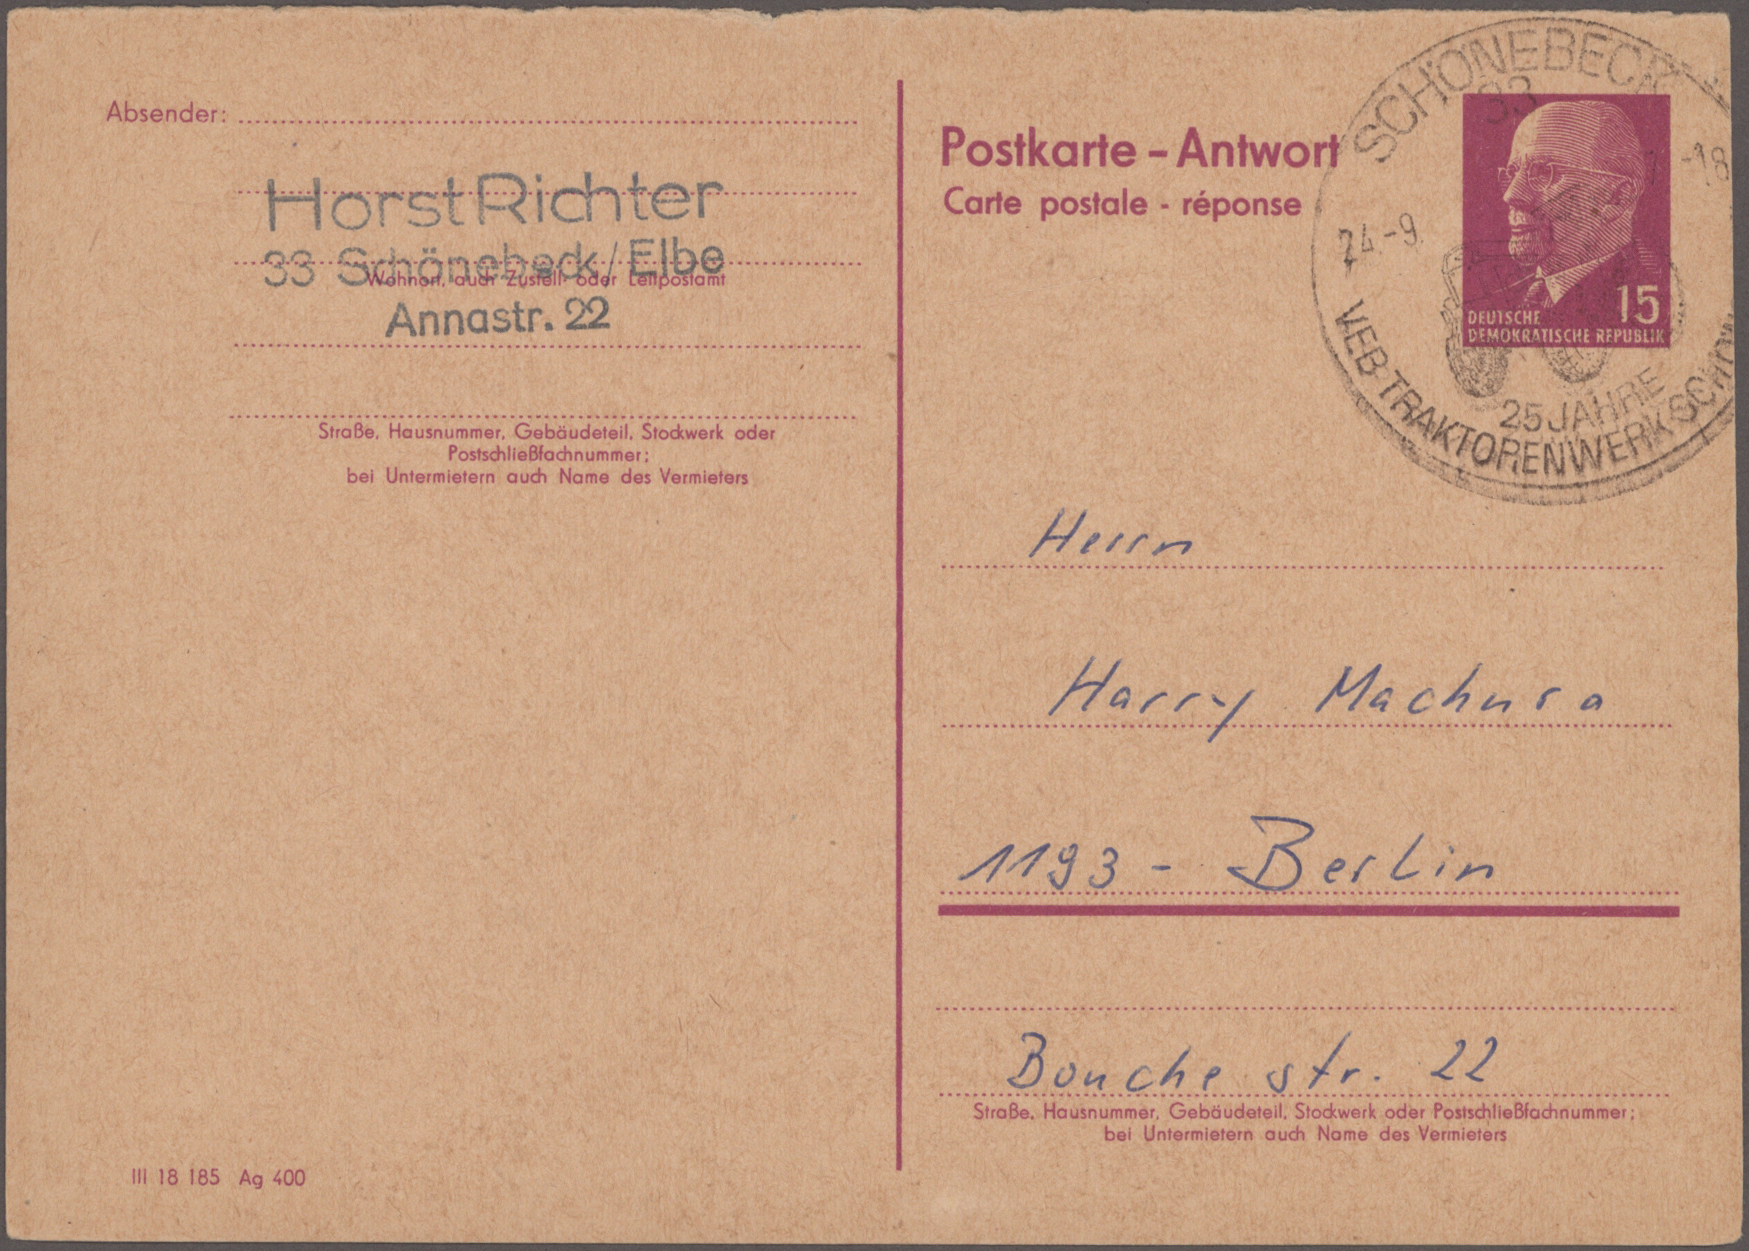 Absender:
Horst Richter
33 Schönebeck/Elbe
Wohnort, auch Zustell- oder Leitpostamt
Annastr. 22
Straße, Hausnummer, Gebäudeteil, Stockwerk oder
Postschließfachnummer;
bei Untermietern auch Name des Vermieters
III 18 185 Ag 400
Postkarte – Antwort
Carte postale - réponse
SCHÖNEBECK
33
24.-9.
-18
25 JAHRE
VEB TRAKTORENWERK
15
DEUTSCHE
DEMOKRATISCHE REPUBLIK
Herrn
Harry Machura
1193 - Berlin
Bouche str. 22
Straße, Hausnummer, Gebäudeteil, Stockwerk oder Postschließfachnummer;
bei Untermietern auch Name des Vermieters